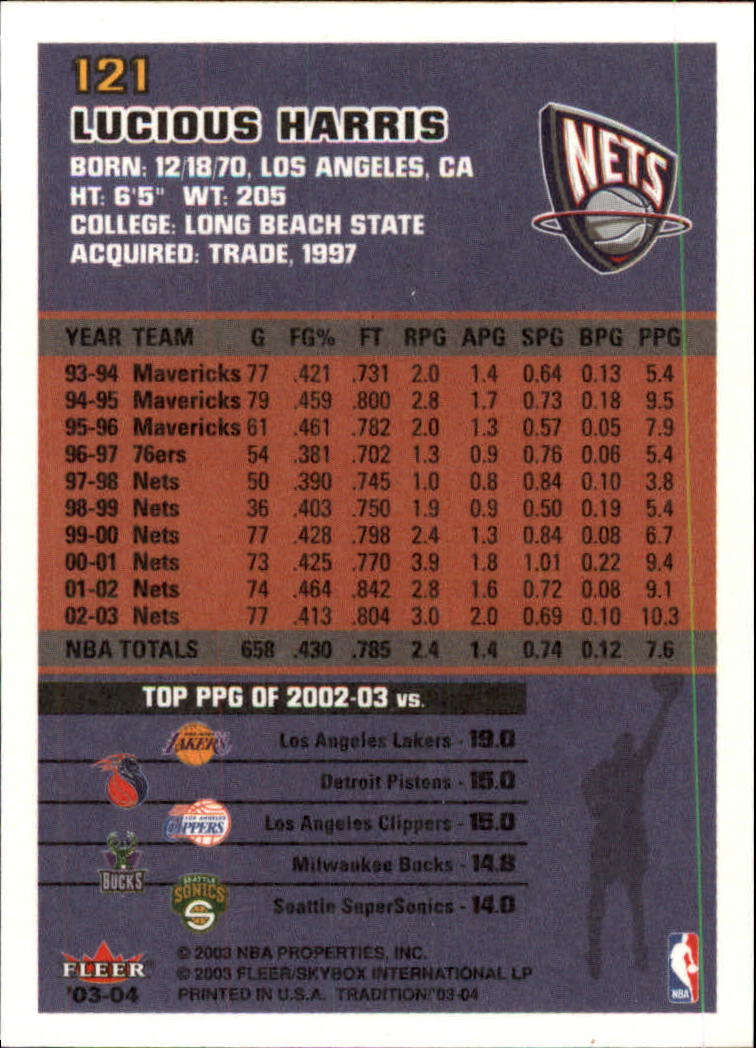 121
LUCIOUS HARRIS
BORN: 12/18/70, LOS ANGELES, CA
HT: 6'5" WT: 205
COLLEGE: LONG BEACH STATE
ACQUIRED: TRADE, 1997
NETS
YEAR TEAM G FG% FT RPG APG SPG BPG PPG
93-94 Mavericks 77 .421 .731 2.0 1.4 0.64 0.13 5.4
94-95 Mavericks 79 .459 .800 2.8 1.7 0.73 0.18 9.5
95-96 Mavericks 61 .461 .782 2.0 1.3 0.57 0.05 7.9
96-97 76ers 54 .381 .702 1.3 0.9 0.76 0.06 5.4
97-98 Nets 50 .390 .745 1.0 0.8 0.84 0.10 3.8
98-99 Nets 36 .403 .750 1.9 0.9 0.50 0.19 5.4
99-00 Nets 77 .428 .798 2.4 1.3 0.84 0.08 6.7
00-01 Nets 73 .425 .770 3.9 1.8 1.01 0.22 9.4
01-02 Nets 74 .464 .842 2.8 1.6 0.72 0.08 9.1
02-03 Nets 77 .413 .804 3.0 2.0 0.69 0.10 10.3
NBA TOTALS 658 .430 .785 2.4 1.4 0.74 0.12 7.6
TOP PPG OF 2002-03 vs.
LAKERS Los Angeles Lakers - 19.0
Detroit Pistons - 15.0
LOS ANGELES CLIPPERS Los Angeles Clippers - 15.0
BUCKS Milwaukee Bucks - 14.8
SEATTLE SONICS Seattle SuperSonics - 14.0
FLEER '03-04
© 2003 NBA PROPERTIES, INC.
© 2003 FLEER/SKYBOX INTERNATIONAL LP
PRINTED IN U.S.A. TRADITION/'03-04
NBA